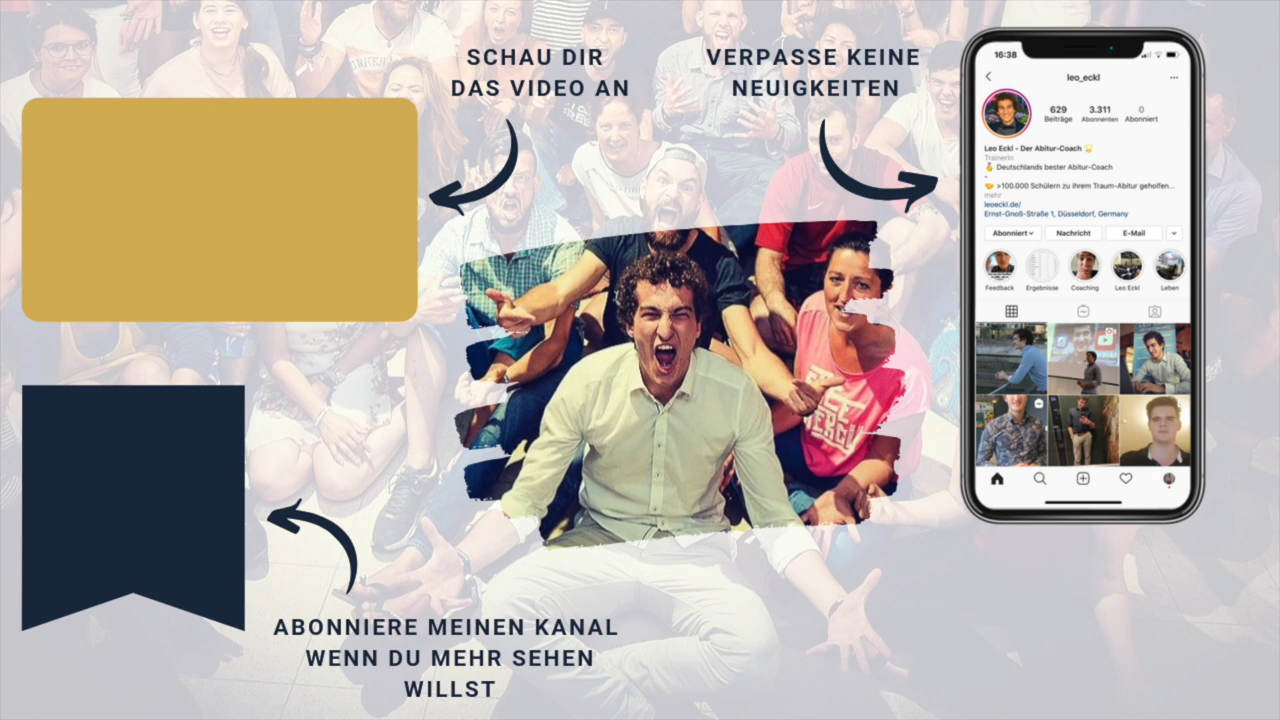 SCHAU DIR
DAS VIDEO AN
VERPASSE KEINE
NEUIGKEITEN
16:38
leo_eckl
629
3.311
0
Beiträge
Abonnenten
Abonniert
Leo Eckl - Der Abitur-Coach
TrainerIn
Deutschlands bester Abitur-Coach
-
>100.000 Schülern zu ihrem Traum-Abitur geholfen...
mehr
leoeckl.de/
Ernst-Gnoß-Straße 1, Düsseldorf, Germany
Abonniert
Nachricht
E-Mail
Feedback
Ergebnisse
Coaching
Leo Eckl
Leben
ABONNIERE MEINEN KANAL
WENN DU MEHR SEHEN
WILLST